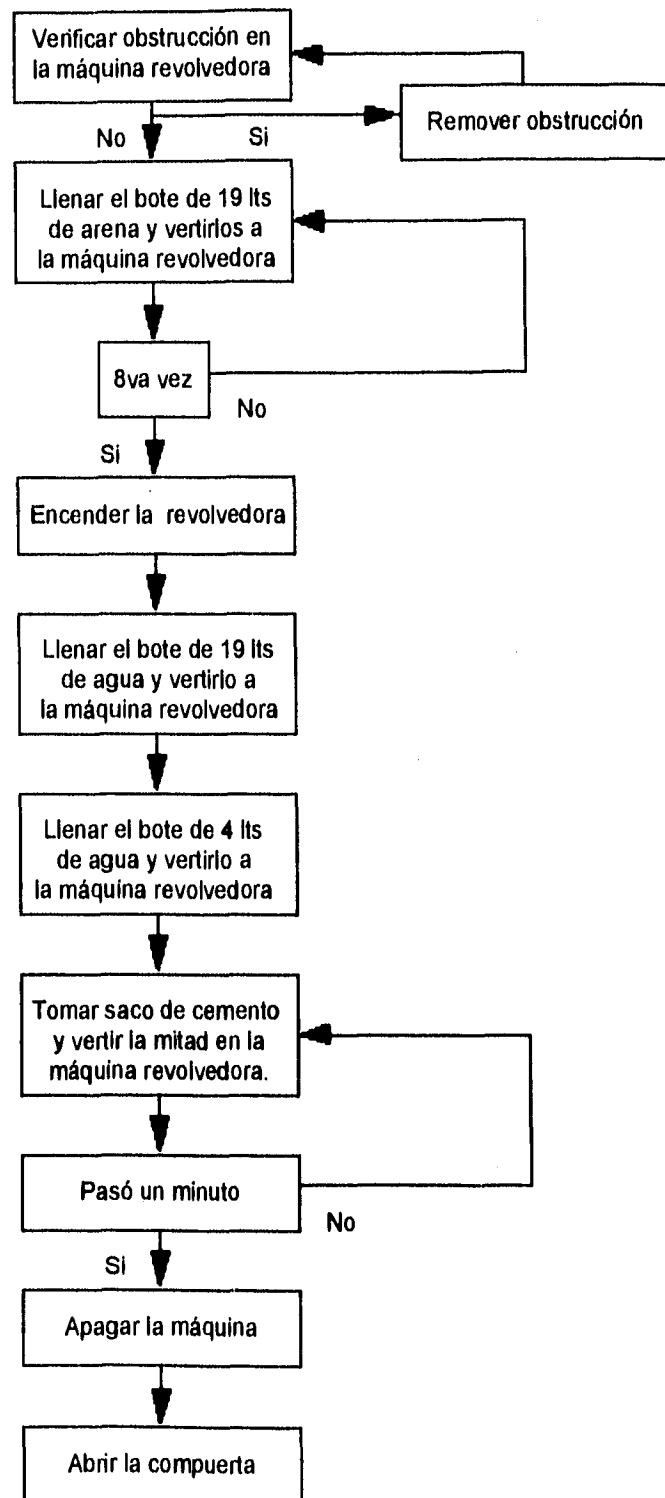 Verificar obstrucción en
la máquina revolvedora
Remover obstrucción
No
Si
Llenar el bote de 19 lts
de arena y vertirlos a
la máquina revolvedora
8va vez
No
Si
Encender la revolvedora
Llenar el bote de 19 lts
de agua y vertirlo a
la máquina revolvedora
Llenar el bote de 4 lts
de agua y vertirlo a
la máquina revolvedora
Tomar saco de cemento
y vertir la mitad en la
máquina revolvedora.
Pasó un minuto
No
Si
Apagar la máquina
Abrir la compuerta